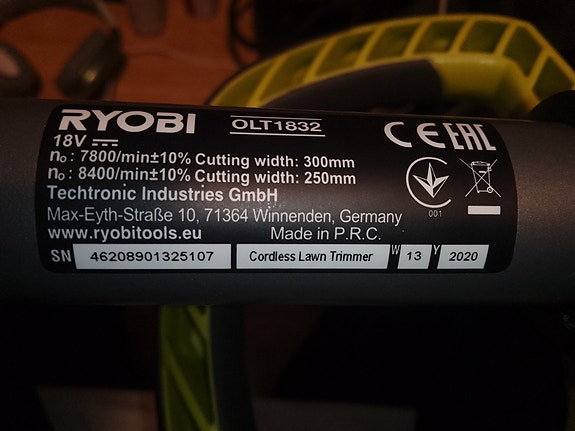 RYOBI OLT1832
18V
CE EAC
n₀ : 7800/min±10% Cutting width: 300mm
n₀ : 8400/min±10% Cutting width: 250mm
Techtronic Industries GmbH
Max-Eyth-Straße 10, 71364 Winnenden, Germany
001
www.ryobitools.eu Made in P.R.C.
SN 46208901325107 Cordless Lawn Trimmer W 13 Y 2020